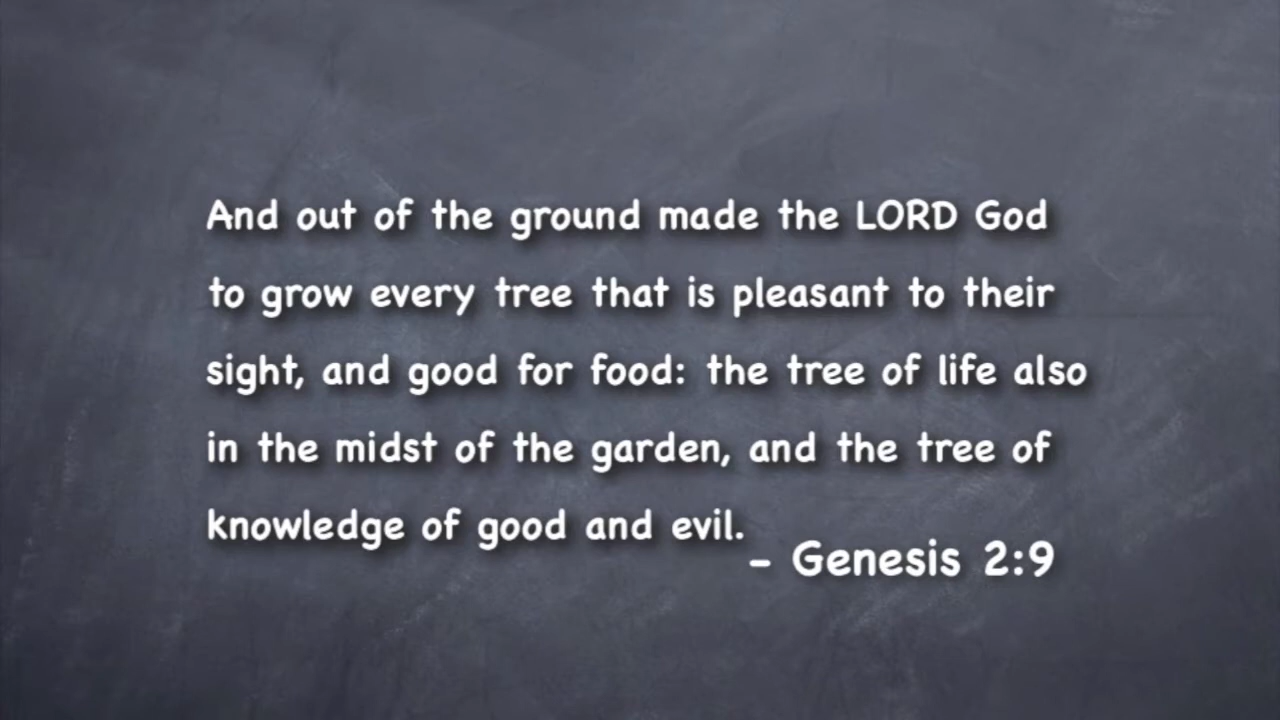 And out of the ground made the LORD God
to grow every tree that is pleasant to their
sight, and good for food: the tree of life also
in the midst of the garden, and the tree of
knowledge of good and evil.
– Genesis 2:9